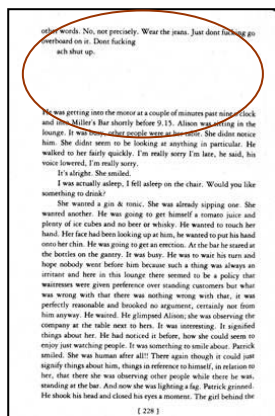 other words. No, not precisely. Wear the jeans. Just dont fucking go
overboard on it. Dont fucking
ach shut up.
He was getting into the motor at a couple of minutes past nine o'clock
and into Miller's Bar shortly before 9.15. Alison was sitting in the
lounge. It was busy, other people were at her table. She didnt notice
him. She didnt seem to be looking at anything in particular. He
walked to her fairly quickly. I'm really sorry I'm late, he said, his
voice lowered, I'm really sorry.
It's alright. She smiled.
I was actually asleep, I fell asleep on the chair. Would you like
something to drink?
She wanted a gin & tonic. She was already sipping one. She
wanted another. He was going to get himself a tomato juice and
plenty of ice cubes and no beer or whisky. He wanted to touch her
hand. Her face had been looking up at him, he wanted to put his hand
onto her chin. He was going to get an erection. At the bar he stared at
the bottles on the gantry. It was busy. He was to wait his turn and
hope nobody went before him because such a thing was always an
irritant and here in this lounge there seemed to be a policy that
waitresses were given preference over standing customers but what
was wrong with that there was nothing wrong with that, it was
perfectly reasonable and brooked no argument, certainly not from
him anyway. He waited. He glimpsed Alison; she was observing the
company at the table next to hers. It was interesting. It signified
things about her. He had noticed it before, how she could seem to
enjoy just watching people. It was something to smile about. Patrick
smiled. She was human after all!! There again though it could just
signify things about him, things in reference to himself, in relation to
her, that there she was observing other people while there he was,
standing at the bar. And now she was lighting a fag. Patrick grinned.
He shook his head and closed his eyes a moment. The girl behind the
[ 228 ]